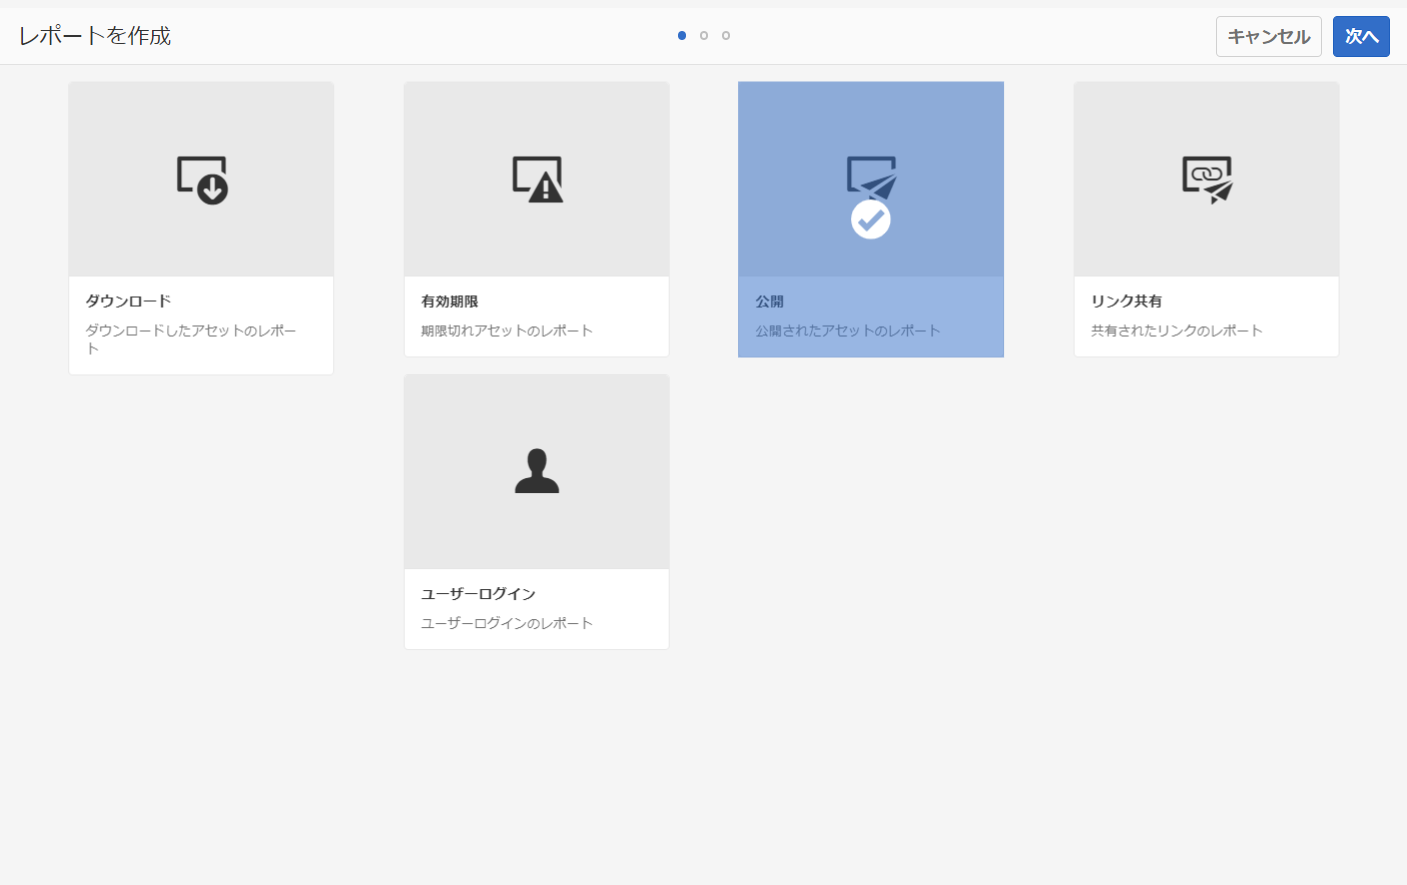 レポートを作成
キャンセル
次へ
ダウンロード
ダウンロードしたアセットのレポー
ト
有効期限
期限切れアセットのレポート
公開
公開されたアセットのレポート
リンク共有
共有されたリンクのレポート
ユーザーログイン
ユーザーログインのレポート